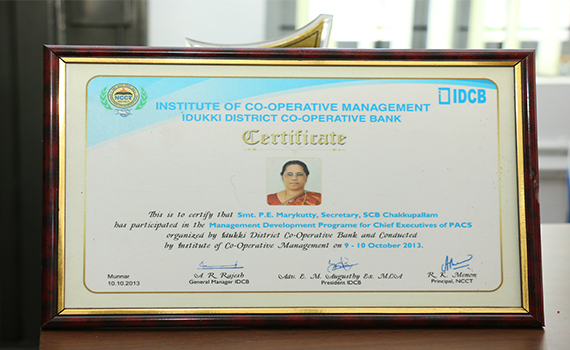 NCCT
IDCB
INSTITUTE OF CO-OPERATIVE MANAGEMENT
IDUKKI DISTRICT CO-OPERATIVE BANK
Certificate
This is to certify that Smt. P.E. Marykutty, Secretary, SCB Chakkupallam
has participated in the Management Development Programe for Chief Executives of PACS
organized by Idukki District Co-Operative Bank and Conducted
by Institute of Co-Operative Management on 9 - 10 October 2013.
Munnar
10.10.2013
A. R. Rajesh
General Manager IDCB
Adv. E. M. Augusthy Ex. M.L.A
President IDCB
R. K. Menon
Principal, NCCT